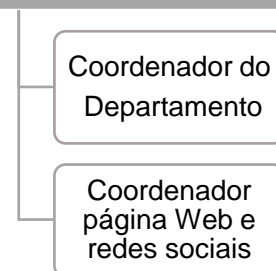 Coordenador do
Departamento
Coordenador
página Web e
redes sociais